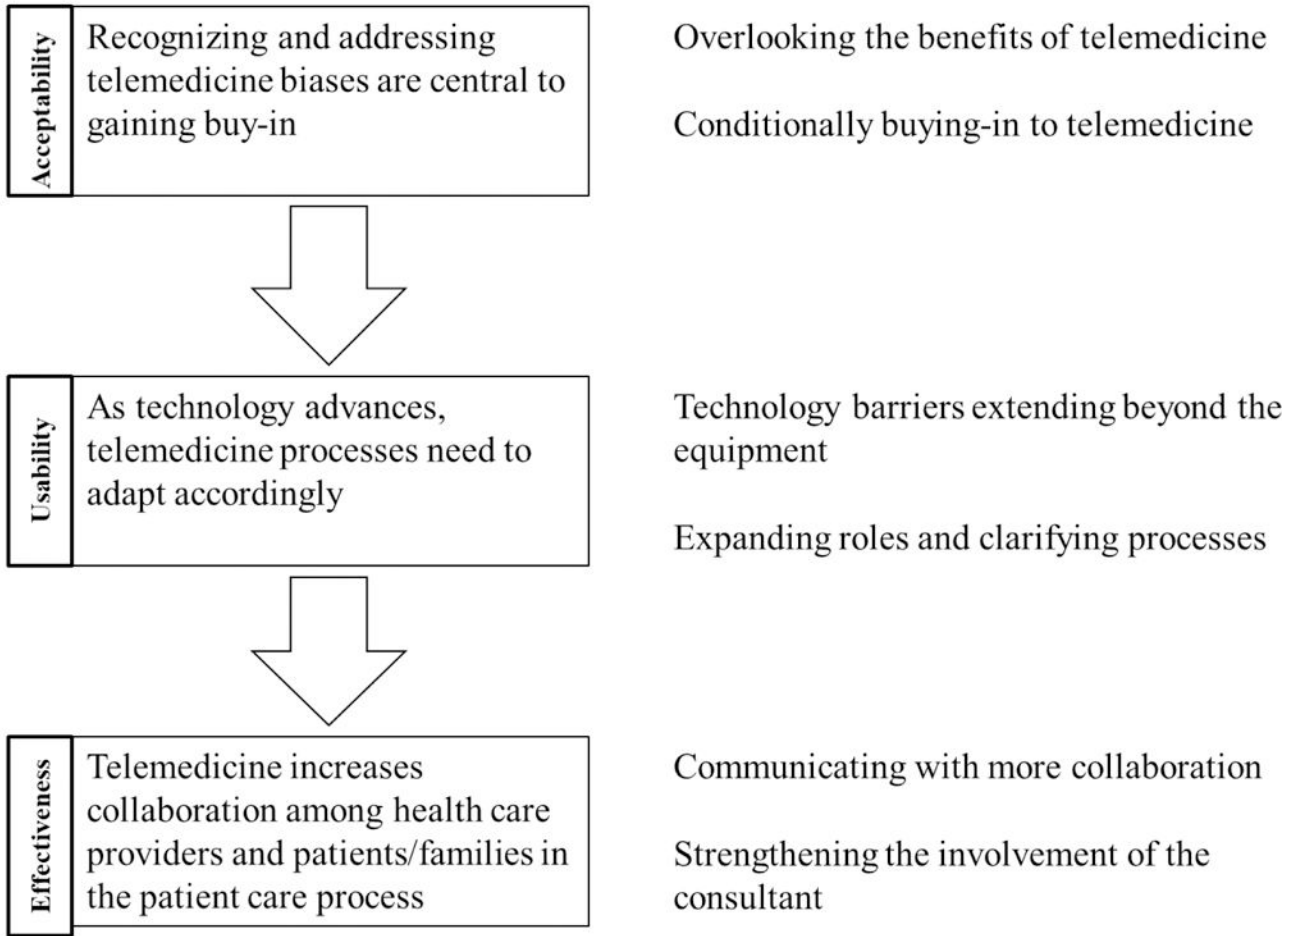 Acceptability
Recognizing and addressing
telemedicine biases are central to
gaining buy-in
Overlooking the benefits of telemedicine
Conditionally buying-in to telemedicine
Usability
As technology advances,
telemedicine processes need to
adapt accordingly
Technology barriers extending beyond the
equipment
Expanding roles and clarifying processes
Effectiveness
Telemedicine increases
collaboration among health care
providers and patients/families in
the patient care process
Communicating with more collaboration
Strengthening the involvement of the
consultant